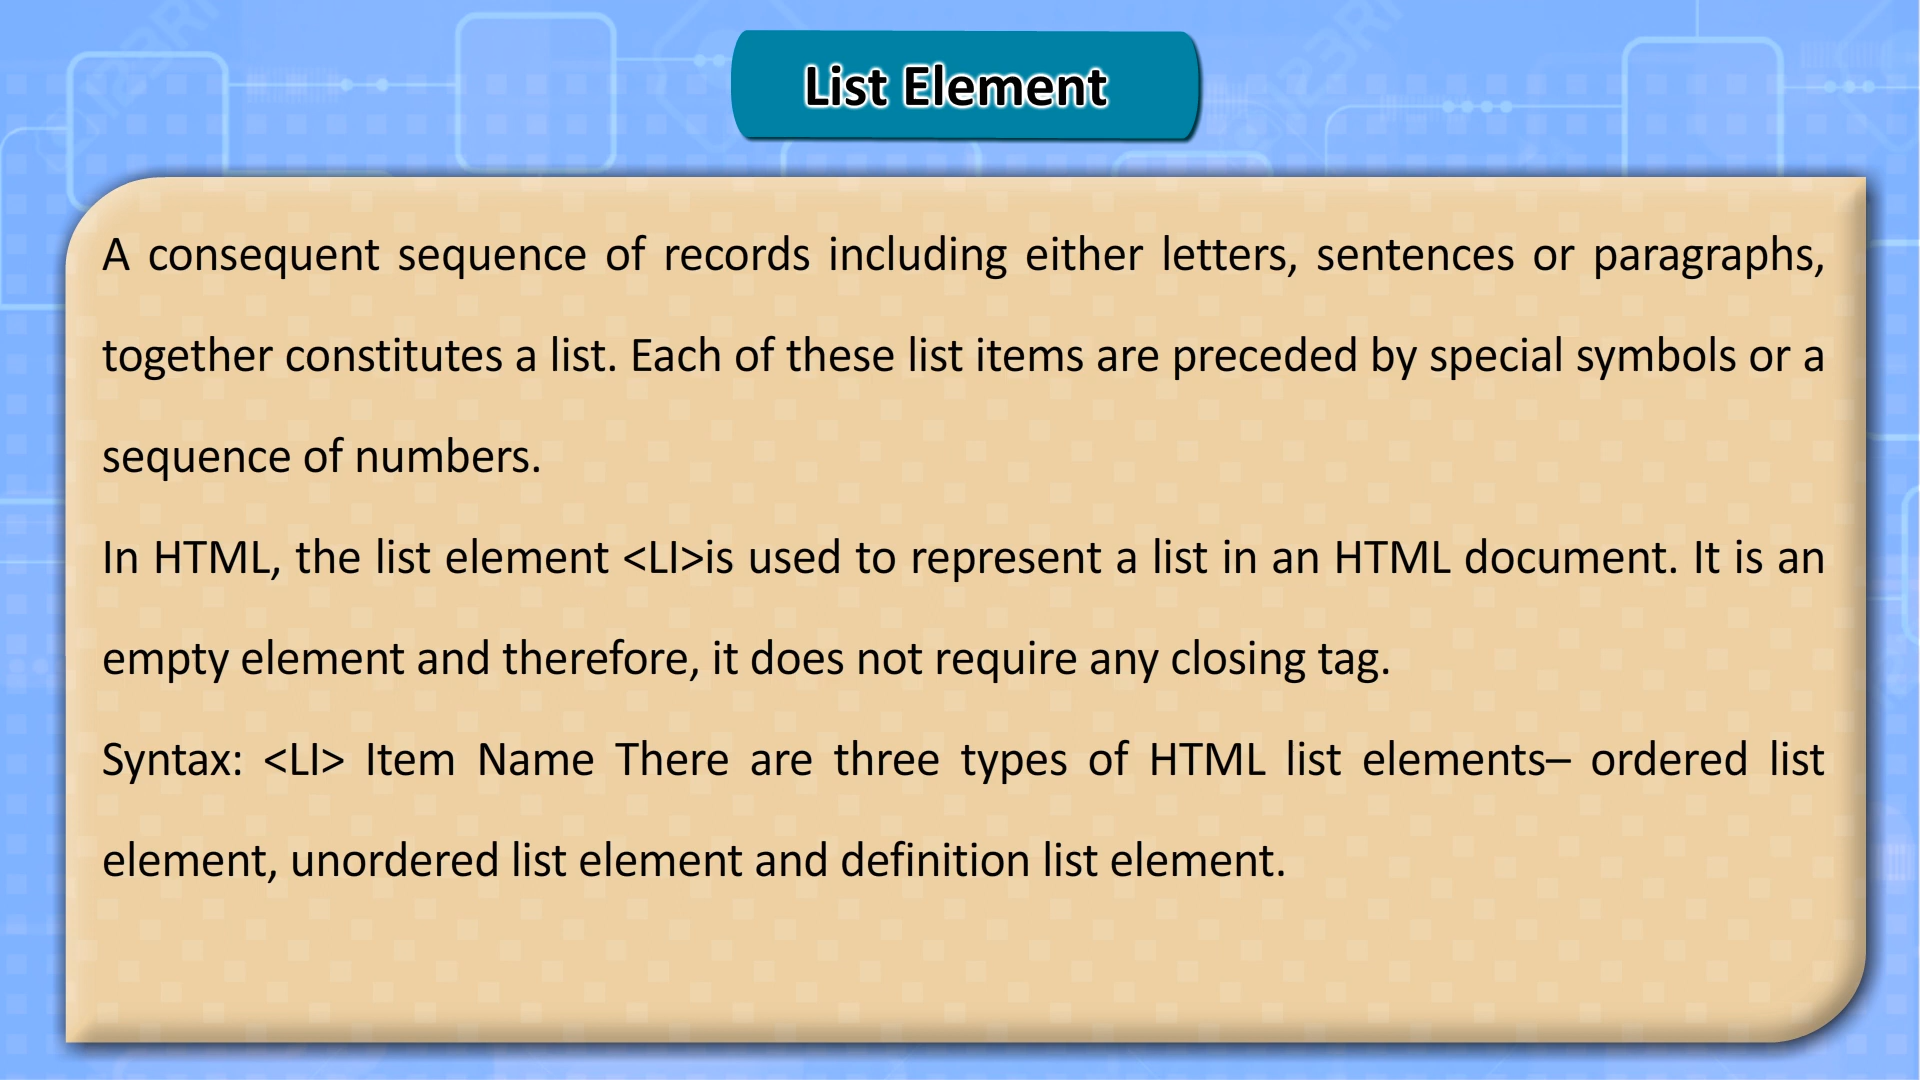 List Element
A consequent sequence of records including either letters, sentences or paragraphs,
together constitutes a list. Each of these list items are preceded by special symbols or a
sequence of numbers.
In HTML, the list element <LI>is used to represent a list in an HTML document. It is an
empty element and therefore, it does not require any closing tag.
Syntax: <LI> Item Name There are three types of HTML list elements– ordered list
element, unordered list element and definition list element.